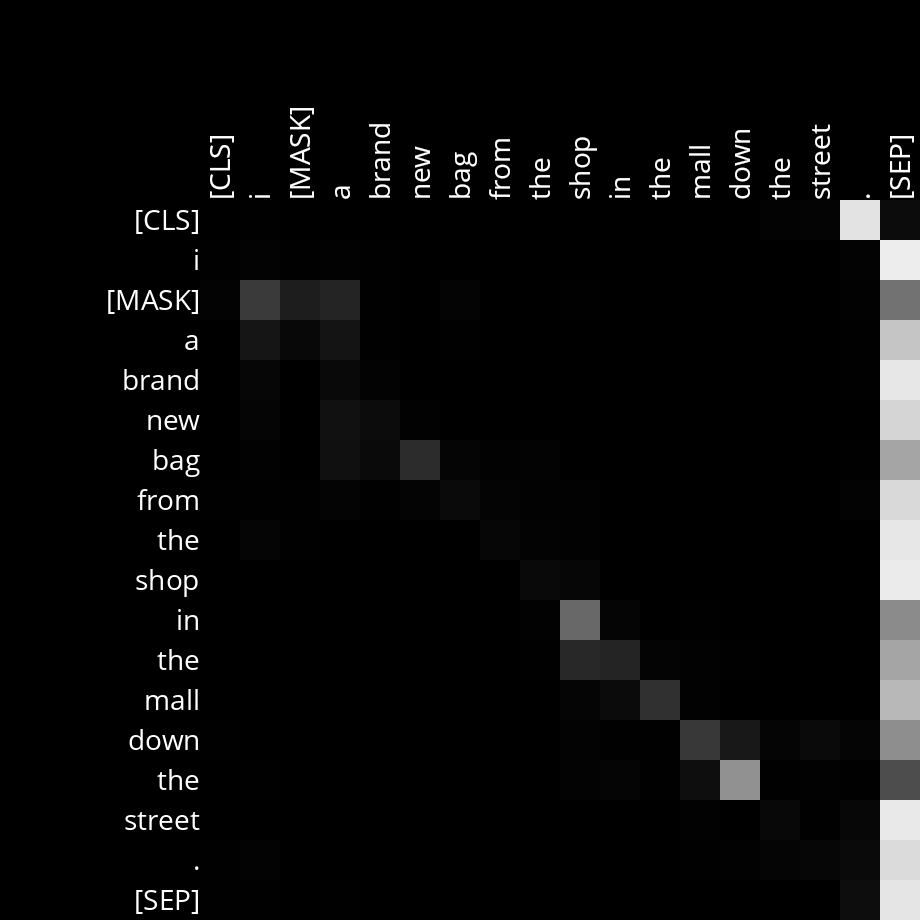 [CLS] i [MASK] a brand new bag from the shop in the mall down the street . [SEP]
[CLS]
i
[MASK]
a
brand
new
bag
from
the
shop
in
the
mall
down
the
street
.
[SEP]